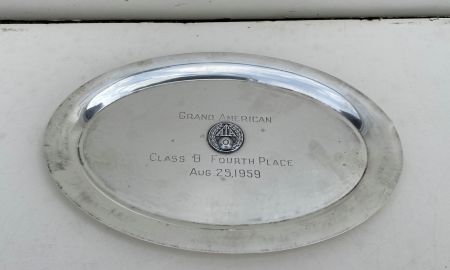 GRAND AMERICAN
CLASS B FOURTH PLACE
AUG 25, 1959